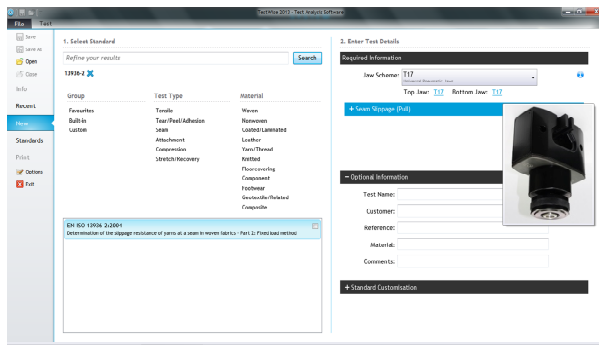 TestWise 2013 - Test Analysis Software
File Test
Save
Save as
Open
Close
Info
Recent
New
Standards
Print
Options
Exit
1. Select Standard
Refine your results
Search
13936-2
Group Test Type Material
Favourites Tensile Woven
Built-in Tear/Peel/Adhesion Nonwoven
Custom Seam Coated/Laminated
Attachment Leather
Compression Yarn/Thread
Stretch/Recovery Knitted
Floorcovering
Component
Footwear
Geotextile/Related
Composite
EN ISO 13936-2:2004
Determination of the slippage resistance of yarns at a seam in woven fabrics - Part 2: Fixed load method
2. Enter Test Details
Required Information
Jaw Scheme: T17
Top Jaw: T17 Bottom Jaw: T17
+ Seam Slippage (Pull)
− Optional Information
Test Name:
Customer:
Reference:
Material:
Comments:
+ Standard Customisation